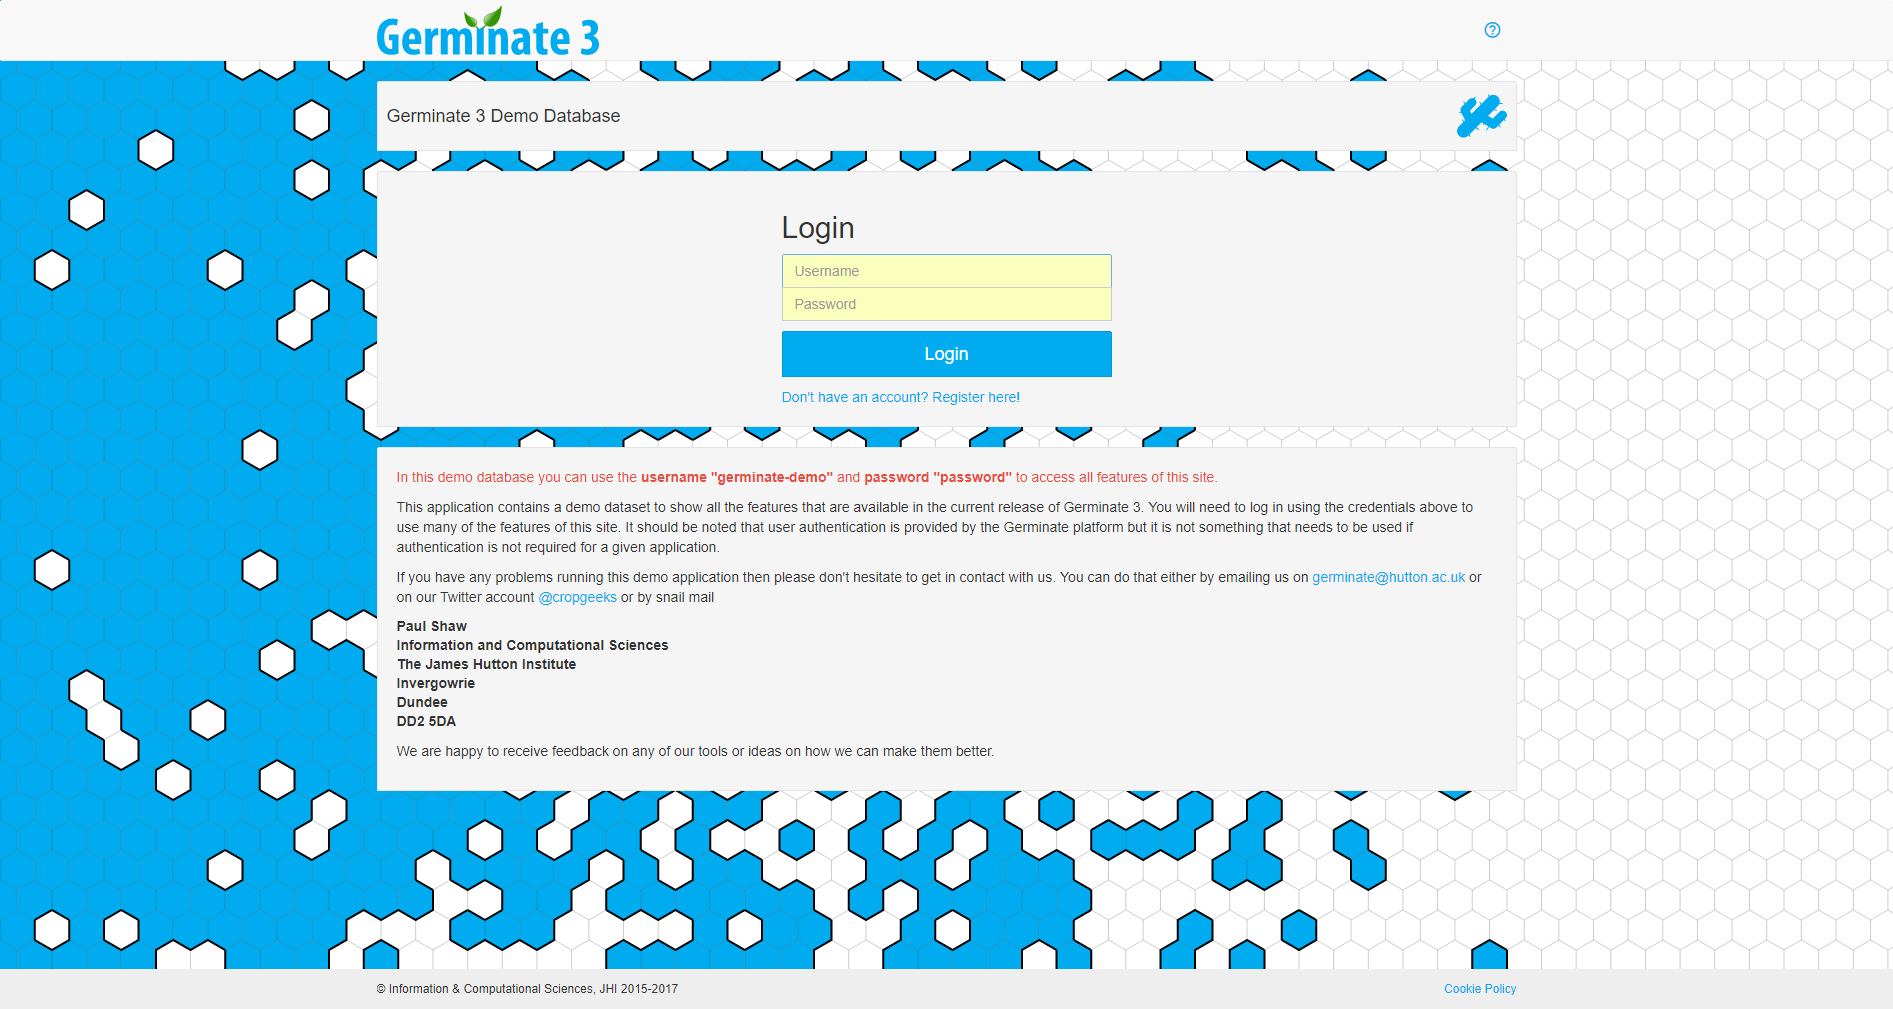 Germinate 3
Germinate 3 Demo Database
Login
Username
Password
Login
Don't have an account? Register here!
In this demo database you can use the username "germinate-demo" and password "password" to access all features of this site.
This application contains a demo dataset to show all the features that are available in the current release of Germinate 3. You will need to log in using the credentials above to
use many of the features of this site. It should be noted that user authentication is provided by the Germinate platform but it is not something that needs to be used if
authentication is not required for a given application.
If you have any problems running this demo application then please don't hesitate to get in contact with us. You can do that either by emailing us on germinate@hutton.ac.uk or
on our Twitter account @cropgeeks or by snail mail
Paul Shaw
Information and Computational Sciences
The James Hutton Institute
Invergowrie
Dundee
DD2 5DA
We are happy to receive feedback on any of our tools or ideas on how we can make them better.
© Information & Computational Sciences, JHI 2015-2017
Cookie Policy